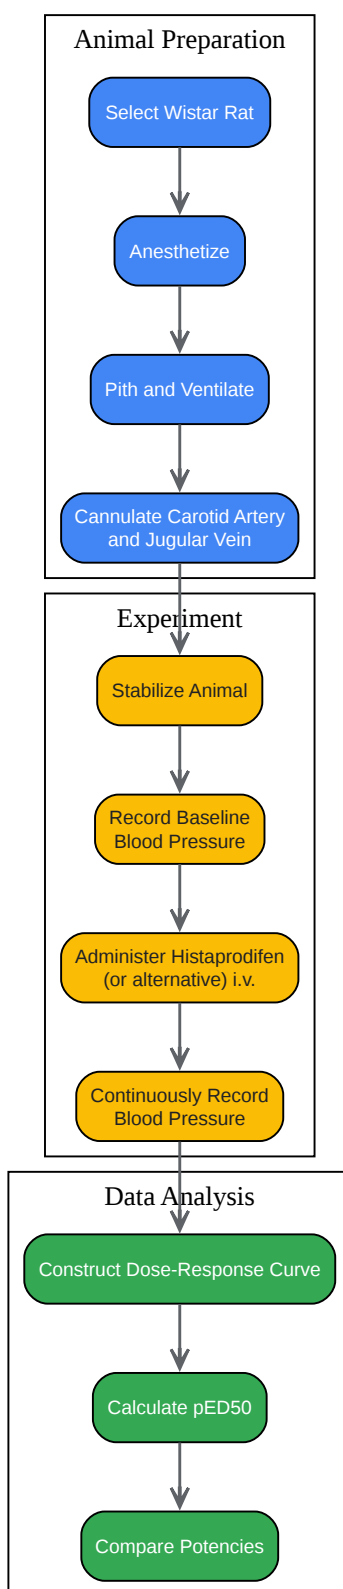 Animal Preparation
Select Wistar Rat
Anesthetize
Pith and Ventilate
Cannulate Carotid Artery
and Jugular Vein
Experiment
Stabilize Animal
Record Baseline
Blood Pressure
Administer Histaprodifen
(or alternative) i.v.
Continuously Record
Blood Pressure
Data Analysis
Construct Dose-Response Curve
Calculate pED50
Compare Potencies